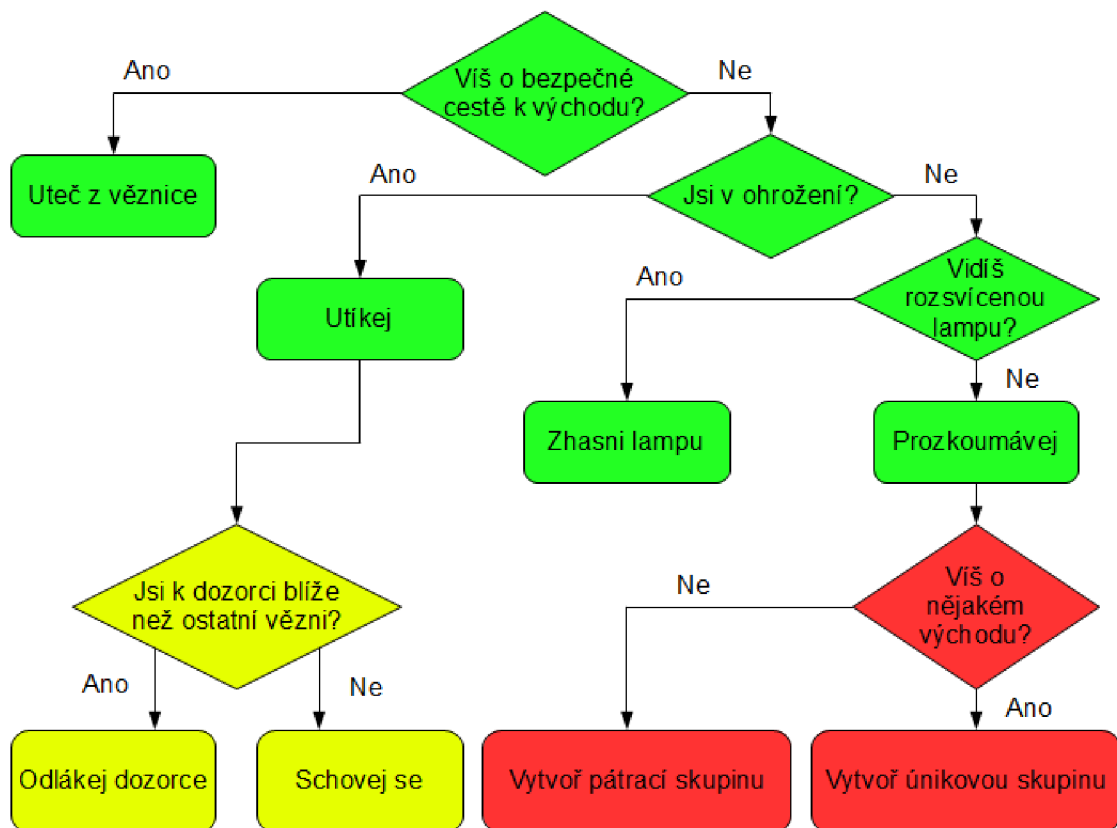 Ano
Víš o bezpečné
cestě k východu?
Ne
Uteč z věznice
Ano
Jsi v ohrožení?
Ne
Utíkej
Ano
Vidíš
rozsvícenou
lampu?
Ne
Zhasni lampu
Prozkoumávej
Jsi k dozorci blíže
než ostatní vězni?
Ne
Víš o
nějakém
východu?
Ano
Ne
Ano
Odlákej dozorce
Schovej se
Vytvoř pátrací skupinu
Vytvoř únikovou skupinu